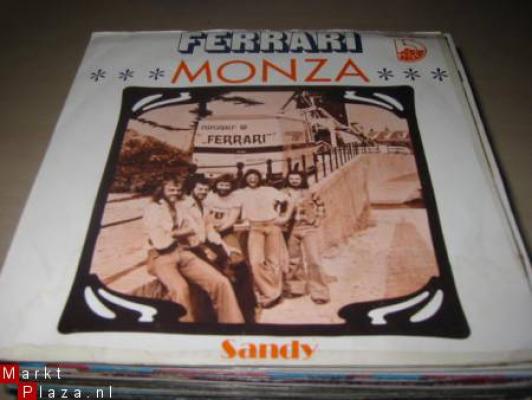 FERRARI
***MONZA***
„FERRARI"
Sandy
Markt
Plaza.nl